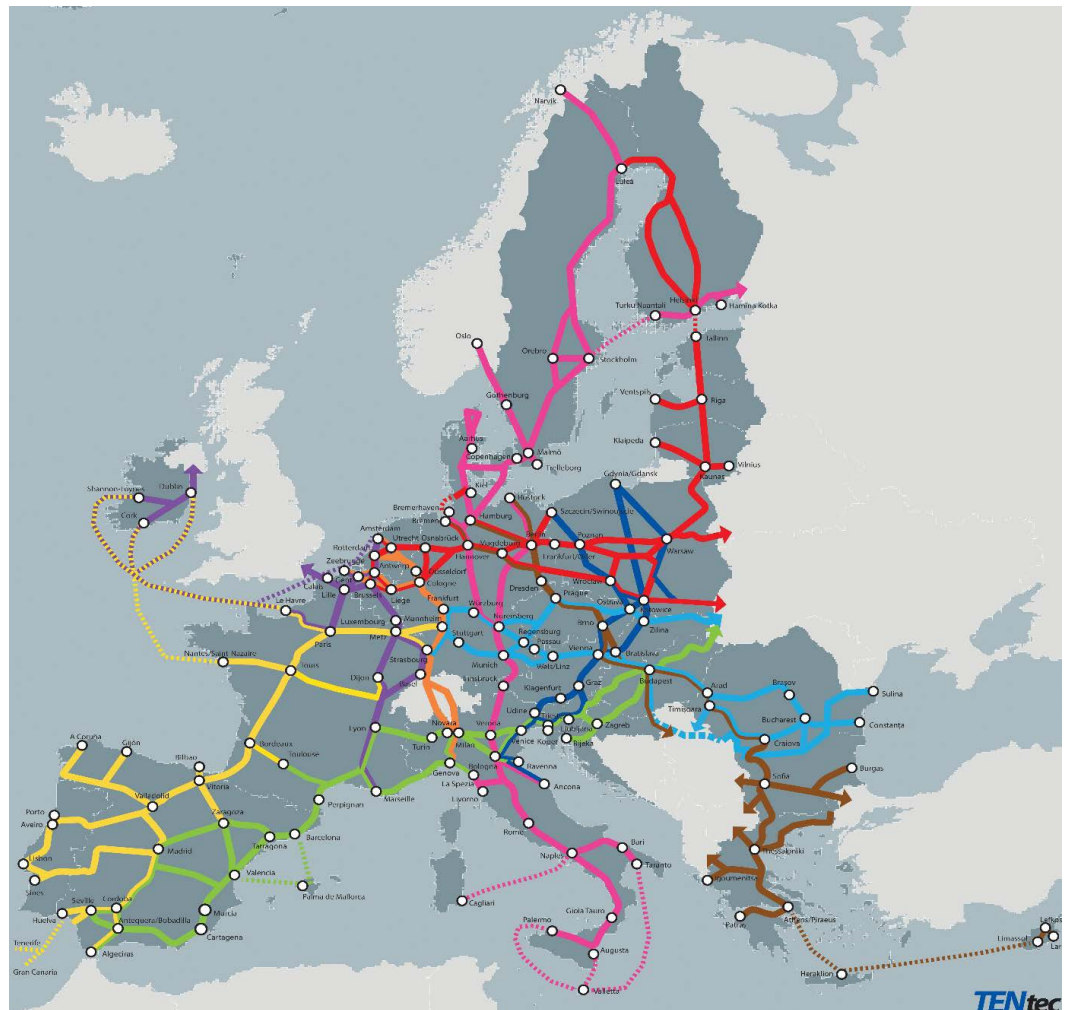 Narvik
Luleå
Turku Naantali
Helsinki
Hamina Kotka
Oslo
Örebro
Stockholm
Tallinn
Gothenburg
Ventspils
Riga
Aarhus
Copenhagen
Malmö
Trelleborg
Klaipeda
Kaunas
Vilnius
Gdynia/Gdansk
Shannon-Foynes
Dublin
Cork
Kiel
Rostock
Bremerhaven
Bremen
Hamburg
Szczecin/Swinoujscie
Amsterdam
Utrecht
Osnabrück
Hannover
Magdeburg
Berlin
Poznan
Warsaw
Rotterdam
Zeebrugge
Antwerp
Düsseldorf
Frankfurt/Oder
Wroclaw
Calais
Gent
Cologne
Dresden
Lille
Brussels
Liege
Frankfurt
Prague
Ostrava
Katowice
Le Havre
Luxembourg
Mannheim
Würzburg
Nuremberg
Brno
Zilina
Paris
Metz
Stuttgart
Regensburg
Passau
Nantes/Saint-Nazaire
Tours
Strasbourg
Munich
Wels/Linz
Vienna
Bratislava
Dijon
Basel
Innsbruck
Klagenfurt
Graz
Budapest
Arad
Brașov
Sulina
Timisoara
Bucharest
Constanța
Lyon
Novara
Milan
Turin
Verona
Udine
Venice
Koper
Ljubljana
Zagreb
Rijeka
Craiova
A Coruña
Gijón
Bilbao
Bordeaux
Toulouse
Genova
Bologna
Ravenna
La Spezia
Livorno
Ancona
Sofia
Burgas
Vitoria
Valladolid
Porto
Aveiro
Zaragoza
Perpignan
Marseille
Rome
Lisbon
Madrid
Tarragona
Barcelona
Naples
Bari
Taranto
Thessaloniki
Igoumenitsa
Sines
Valencia
Palma de Mallorca
Cagliari
Seville
Cordoba
Huelva
Antequera/Bobadilla
Murcia
Cartagena
Palermo
Gioia Tauro
Patras
Athens/Piraeus
Tenerife
Algeciras
Augusta
Lefkos
Limassol
Lar
Gran Canaria
Valletta
Heraklion
TENtec